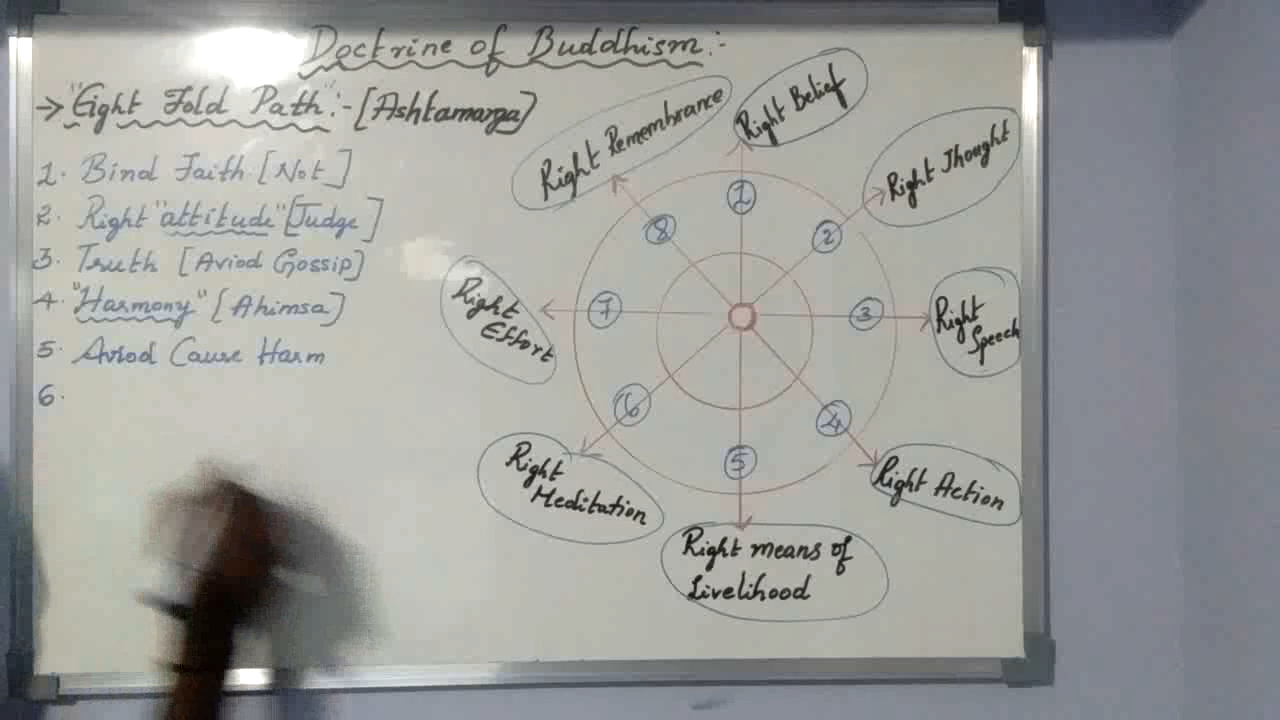 Doctrine of Buddhism:-
→ "Eight Fold Path":-[Ashtamarga]
1. Bind Faith [Not]
2. Right "attitude" [Judge]
3. Truth [Aviod Gossip]
4. "Harmony" [Ahimsa]
5. Aviod Cause Harm
6.
Right Belief
Right Thought
Right
Speech
Right Action
Right means of
Livelihood
Right
Meditation
Right
Effort
Right Remembrance
1
2
3
4
5
6
7
8